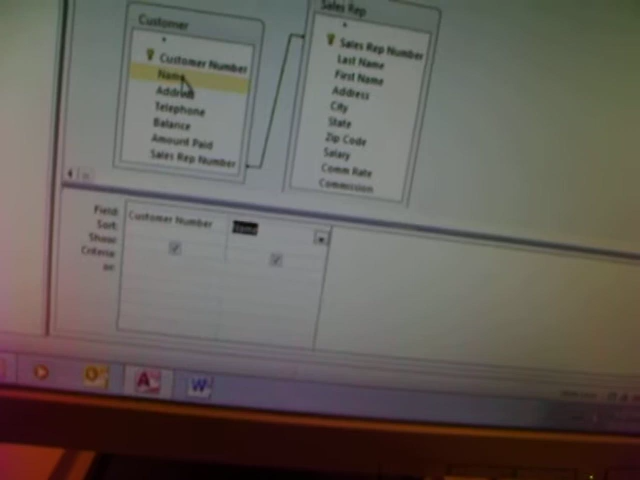 Customer
*
Customer Number
Name
Address
Telephone
Balance
Amount Paid
Sales Rep Number
Sales Rep
*
Sales Rep Number
Last Name
First Name
Address
City
State
Zip Code
Salary
Comm Rate
Commission
Field: Customer Number Name
Sort:
Show:
Criteria:
or: